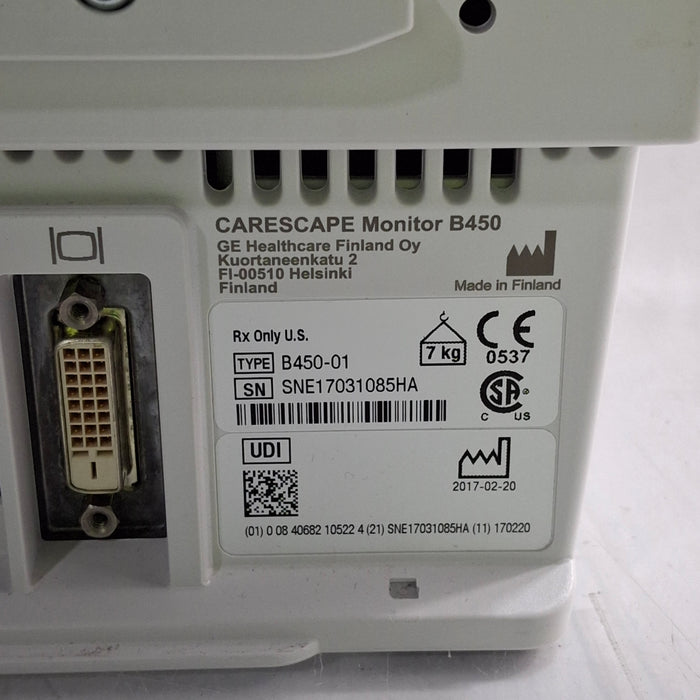 CARESCAPE Monitor B450
GE Healthcare Finland Oy
Kuortaneenkatu 2
FI-00510 Helsinki
Finland
Made in Finland
Rx Only U.S.
7 kg
CE
0537
TYPE B450-01
SN SNE17031085HA
SA
C US
UDI
2017-02-20
(01) 0 08 40682 10522 4 (21) SNE17031085HA (11) 170220